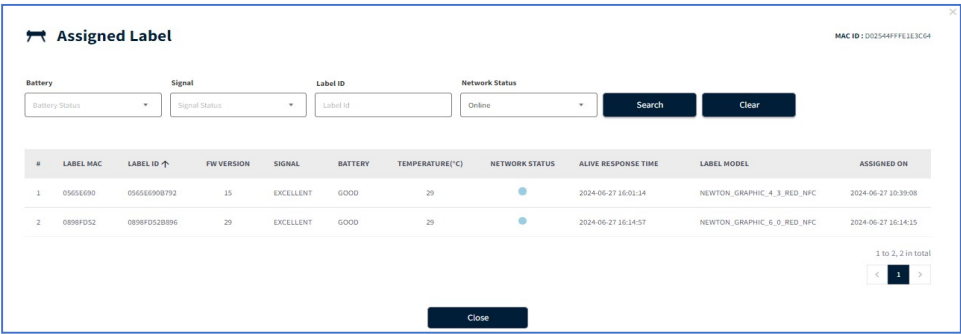 Assigned Label
MAC ID : D02544FFFE1E3C64
Battery Signal Label ID Network Status
Battery Status Signal Status Label Id Online Search Clear
# LABEL MAC LABEL ID ↑ FW VERSION SIGNAL BATTERY TEMPERATURE(°C) NETWORK STATUS ALIVE RESPONSE TIME LABEL MODEL ASSIGNED ON
1 0565E690 0565E690B792 15 EXCELLENT GOOD 29 2024-06-27 16:01:14 NEWTON_GRAPHIC_4_3_RED_NFC 2024-06-27 10:39:08
2 0898FD52 0898FD52B896 29 EXCELLENT GOOD 29 2024-06-27 16:14:57 NEWTON_GRAPHIC_6_0_RED_NFC 2024-06-27 16:14:15
1 to 2, 2 in total
< 1 >
Close